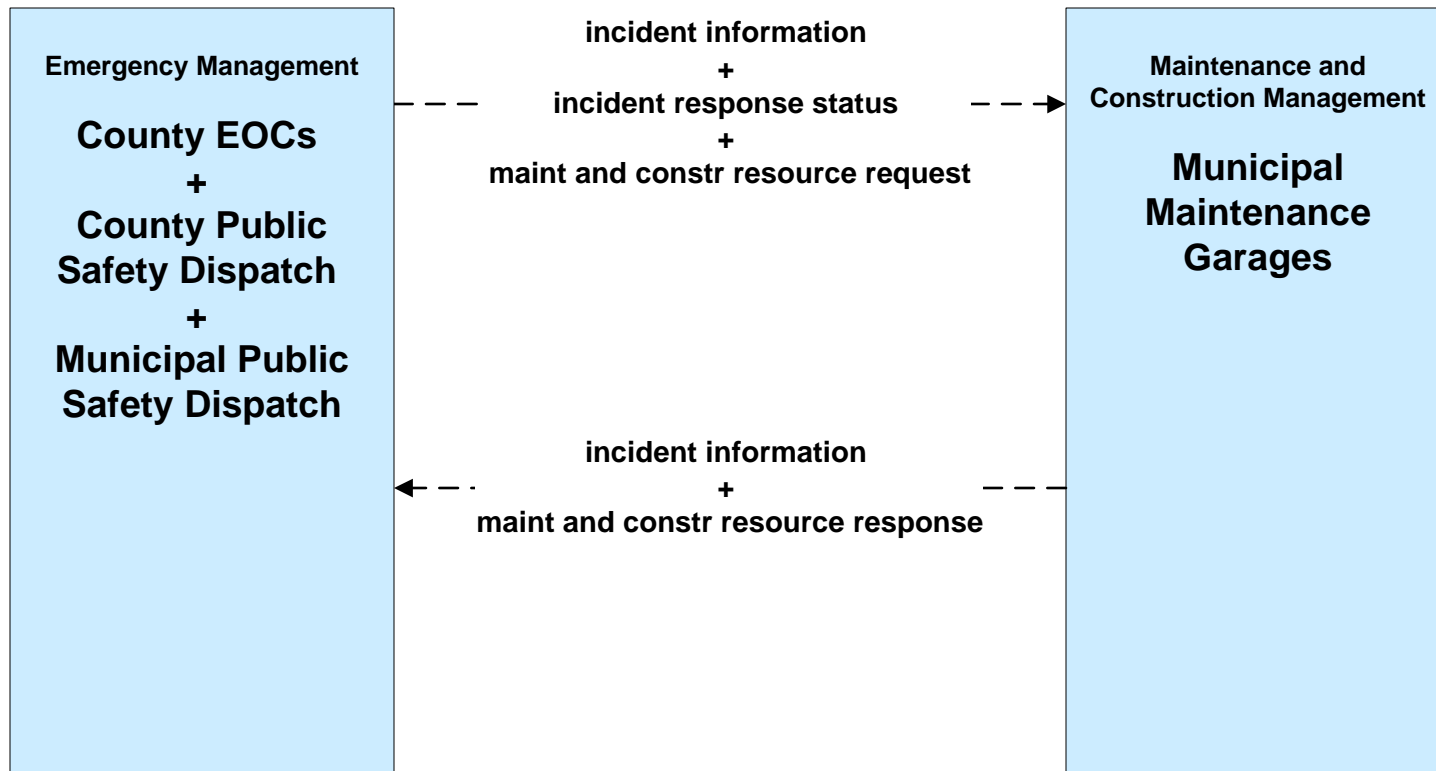 Emergency Management
County EOCs
+
County Public
Safety Dispatch
+
Municipal Public
Safety Dispatch
incident information
+
incident response status
+
maint and constr resource request
incident information
+
maint and constr resource response
Maintenance and
Construction Management
Municipal
Maintenance
Garages